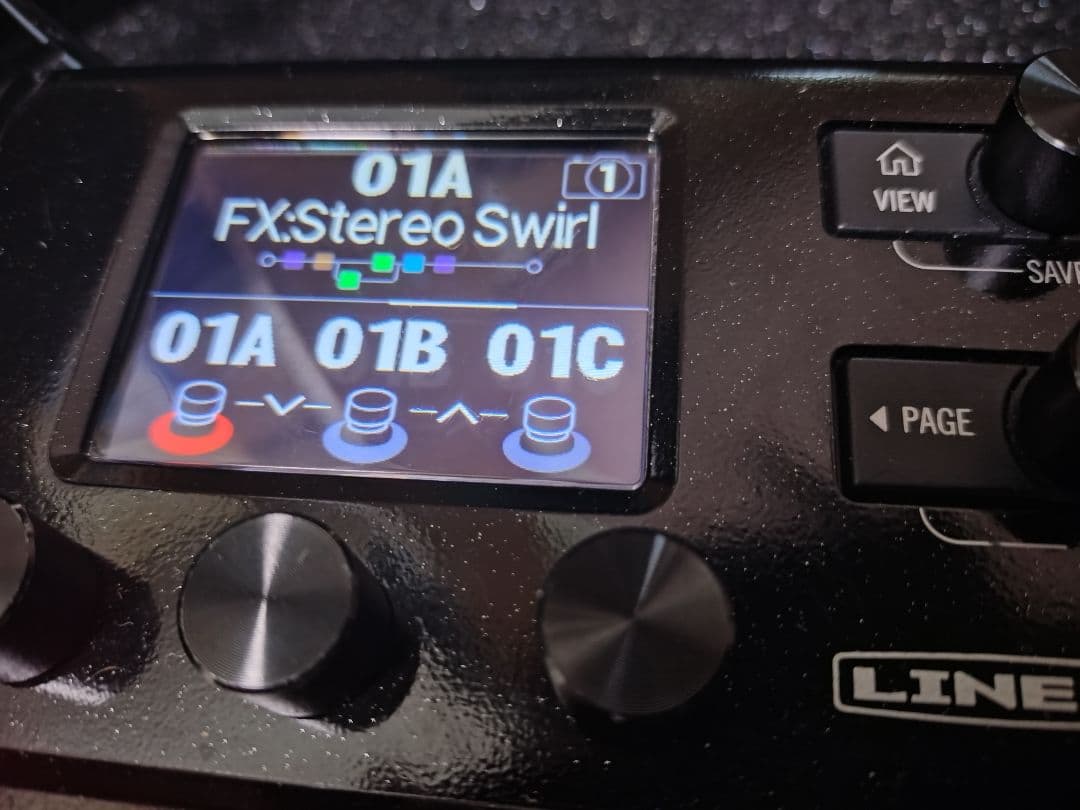 01A
1
FX:Stereo Swirl
01A 01B 01C
VIEW
SAVE
◀ PAGE
LINE